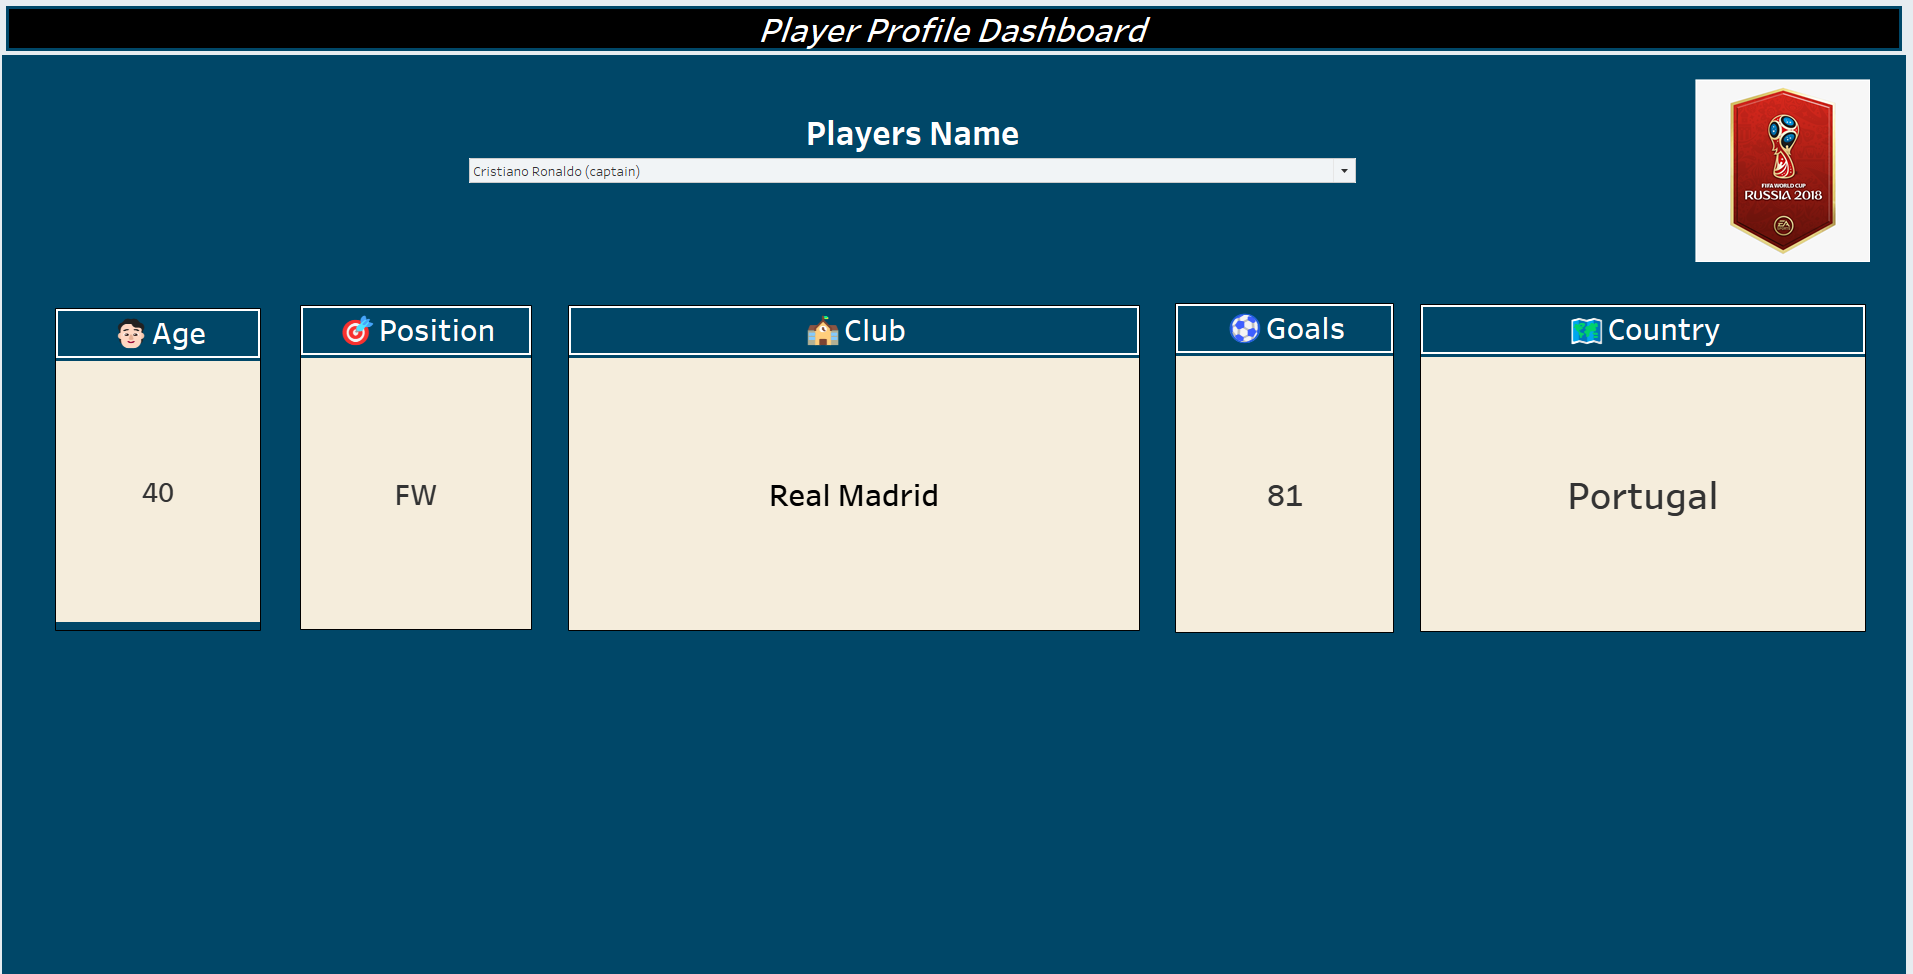 Player Profile Dashboard
Players Name
Cristiano Ronaldo (captain)
FIFA WORLD CUP
RUSSIA 2018
EA
Age
Position
Club
Goals
Country
40
FW
Real Madrid
81
Portugal